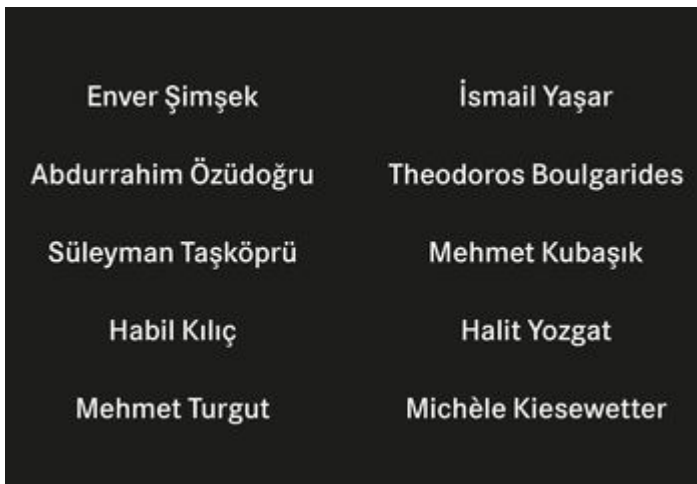 Enver Şimşek
Abdurrahim Özüdoğru
Süleyman Taşköprü
Habil Kılıç
Mehmet Turgut
İsmail Yaşar
Theodoros Boulgarides
Mehmet Kubaşık
Halit Yozgat
Michèle Kiesewetter